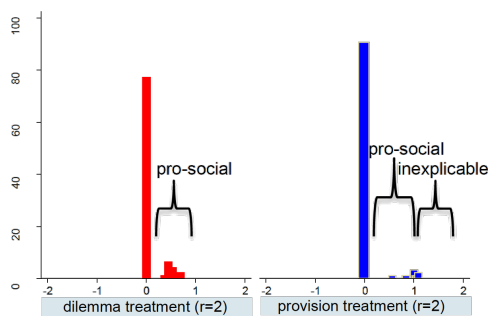 100
80
60
40
20
0
pro-social
-2 -1 0 1 2
dilemma treatment (r=2)
pro-social
inexplicable
-2 -1 0 1 2
provision treatment (r=2)